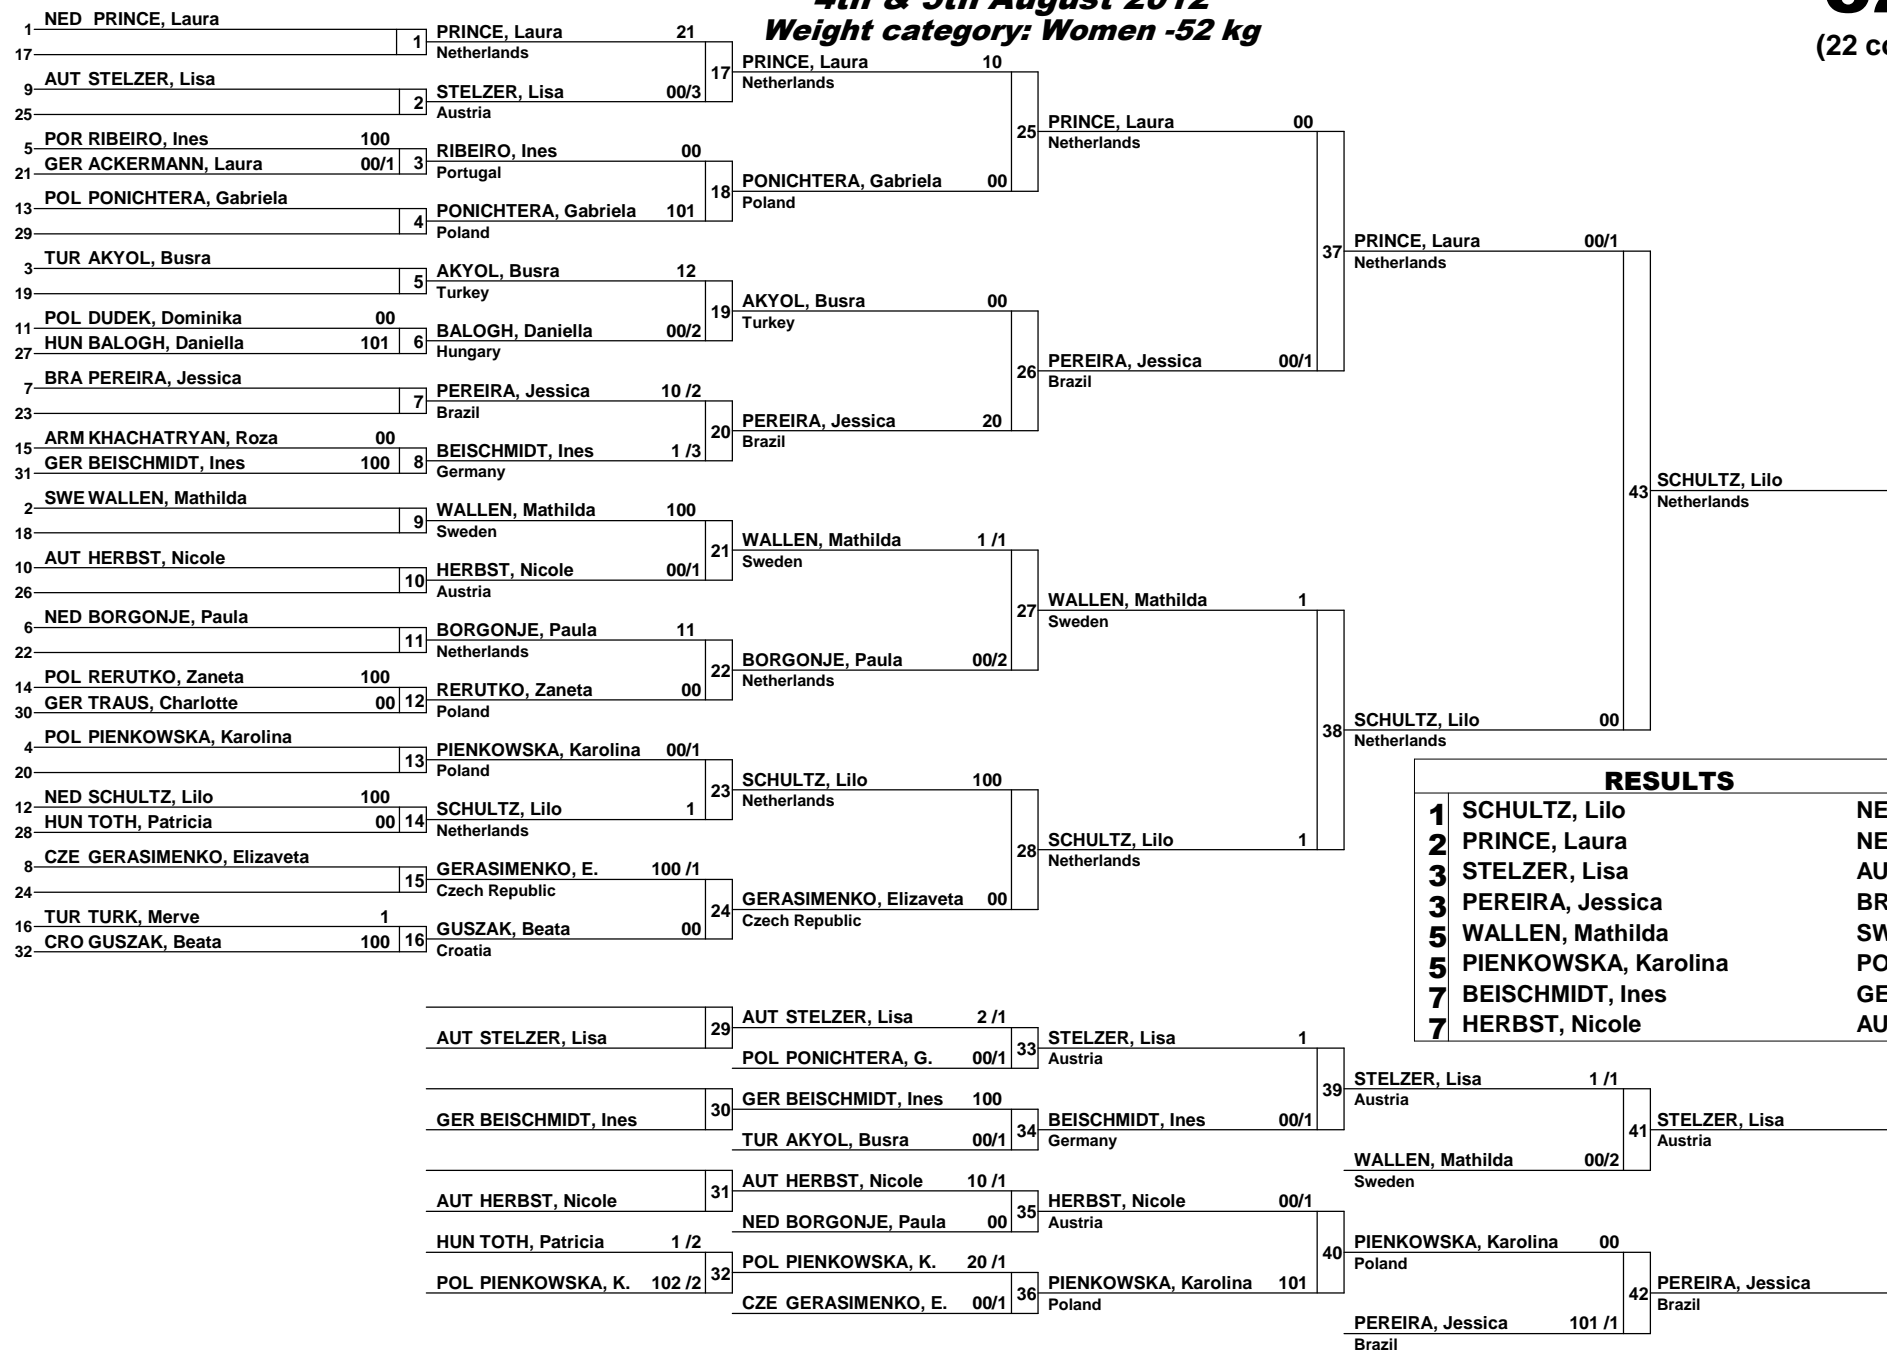 4th & 5th August 2012
Weight category: Women -52 kg
(22 co
1 NED PRINCE, Laura
17
1
9 AUT STELZER, Lisa
25
2
5 POR RIBEIRO, Ines 100
21 GER ACKERMANN, Laura 00/1
3
13 POL PONICHTERA, Gabriela
29
4
3 TUR AKYOL, Busra
19
5
11 POL DUDEK, Dominika 00
27 HUN BALOGH, Daniella 101
6
7 BRA PEREIRA, Jessica
23
7
15 ARM KHACHATRYAN, Roza 00
31 GER BEISCHMIDT, Ines 100
8
2 SWE WALLEN, Mathilda
18
9
10 AUT HERBST, Nicole
26
10
6 NED BORGONJE, Paula
22
11
14 POL RERUTKO, Zaneta 100
30 GER TRAUS, Charlotte 00
12
4 POL PIENKOWSKA, Karolina
20
13
12 NED SCHULTZ, Lilo 100
28 HUN TOTH, Patricia 00
14
8 CZE GERASIMENKO, Elizaveta
24
15
16 TUR TURK, Merve 1
32 CRO GUSZAK, Beata 100
16
PRINCE, Laura 21
Netherlands
17
STELZER, Lisa 00/3
Austria
RIBEIRO, Ines 00
Portugal
18
PONICHTERA, Gabriela 101
Poland
AKYOL, Busra 12
Turkey
19
BALOGH, Daniella 00/2
Hungary
PEREIRA, Jessica 10 /2
Brazil
20
BEISCHMIDT, Ines 1 /3
Germany
WALLEN, Mathilda 100
Sweden
21
HERBST, Nicole 00/1
Austria
BORGONJE, Paula 11
Netherlands
22
RERUTKO, Zaneta 00
Poland
PIENKOWSKA, Karolina 00/1
Poland
23
SCHULTZ, Lilo 1
Netherlands
GERASIMENKO, E. 100 /1
Czech Republic
24
GUSZAK, Beata 00
Croatia
PRINCE, Laura 10
Netherlands
25
PONICHTERA, Gabriela 00
Poland
AKYOL, Busra 00
Turkey
26
PEREIRA, Jessica 20
Brazil
WALLEN, Mathilda 1 /1
Sweden
27
BORGONJE, Paula 00/2
Netherlands
SCHULTZ, Lilo 100
Netherlands
28
GERASIMENKO, Elizaveta 00
Czech Republic
PRINCE, Laura 00
Netherlands
37
PEREIRA, Jessica 00/1
Brazil
WALLEN, Mathilda 1
Sweden
38
SCHULTZ, Lilo 1
Netherlands
PRINCE, Laura 00/1
Netherlands
43
SCHULTZ, Lilo 00
Netherlands
SCHULTZ, Lilo
Netherlands
RESULTS
1 SCHULTZ, Lilo NE
2 PRINCE, Laura NE
3 STELZER, Lisa AU
3 PEREIRA, Jessica BR
5 WALLEN, Mathilda SW
5 PIENKOWSKA, Karolina PO
7 BEISCHMIDT, Ines GE
7 HERBST, Nicole AU
AUT STELZER, Lisa
29
GER BEISCHMIDT, Ines
30
AUT HERBST, Nicole
31
HUN TOTH, Patricia 1 /2
POL PIENKOWSKA, K. 102 /2
32
AUT STELZER, Lisa 2 /1
POL PONICHTERA, G. 00/1
33
GER BEISCHMIDT, Ines 100
TUR AKYOL, Busra 00/1
34
AUT HERBST, Nicole 10 /1
NED BORGONJE, Paula 00
35
POL PIENKOWSKA, K. 20 /1
CZE GERASIMENKO, E. 00/1
36
STELZER, Lisa 1
Austria
39
BEISCHMIDT, Ines 00/1
Germany
HERBST, Nicole 00/1
Austria
40
PIENKOWSKA, Karolina 101
Poland
STELZER, Lisa 1 /1
Austria
41
WALLEN, Mathilda 00/2
Sweden
PIENKOWSKA, Karolina 00
Poland
42
PEREIRA, Jessica 101 /1
Brazil
STELZER, Lisa
Austria
PEREIRA, Jessica
Brazil